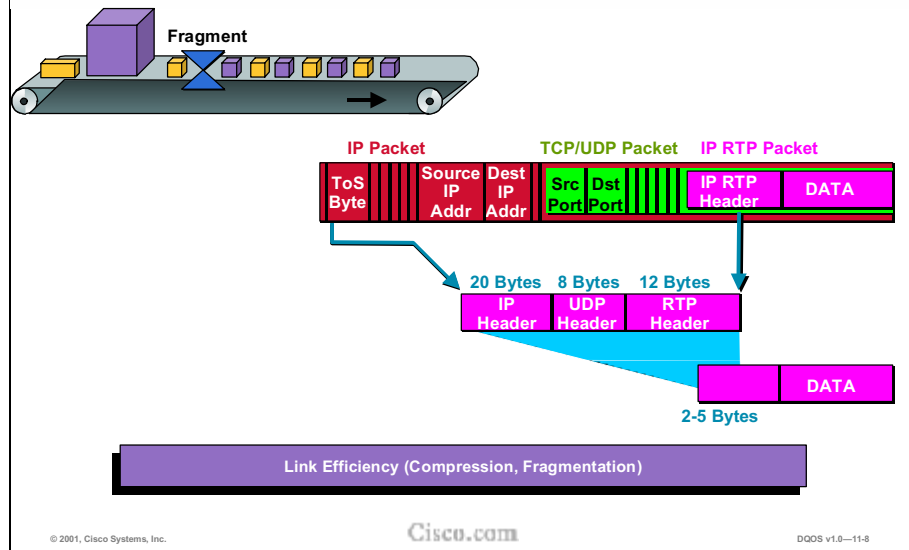 Fragment
IP Packet
TCP/UDP Packet
IP RTP Packet
ToS
Byte
Source
IP
Addr
Dest
IP
Addr
Src
Port
Dst
Port
IP RTP
Header
DATA
20 Bytes
8 Bytes
12 Bytes
IP
Header
UDP
Header
RTP
Header
DATA
2-5 Bytes
Link Efficiency (Compression, Fragmentation)
© 2001, Cisco Systems, Inc.
Cisco.com
DQOS v1.0—11-8